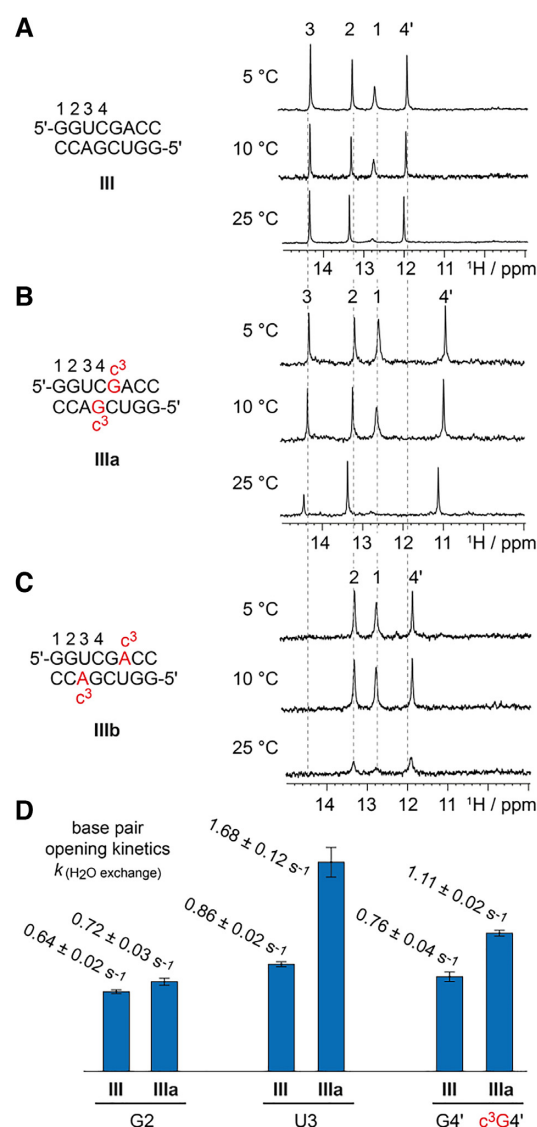 A
1 2 3 4
5'-GGUCGACC
CCAGCUGG-5'
III
3 2 1 4'
5 °C
10 °C
25 °C
14 13 12 11 ¹H / ppm
B
c³
1 2 3 4
5'-GGUCGACC
CCAGCUGG-5'
c³
IIIa
3 2 1 4'
5 °C
10 °C
25 °C
14 13 12 11 ¹H / ppm
C
c³
1 2 3 4
5'-GGUCGACC
CCAGCUGG-5'
c³
IIIb
2 1 4'
5 °C
10 °C
25 °C
14 13 12 11 ¹H / ppm
D
base pair
opening kinetics
k (H₂O exchange)
0.64 ± 0.02 s⁻¹
0.72 ± 0.03 s⁻¹
0.86 ± 0.02 s⁻¹
1.68 ± 0.12 s⁻¹
0.76 ± 0.04 s⁻¹
1.11 ± 0.02 s⁻¹
III IIIa III IIIa III IIIa
G2 U3 G4' c³G4'